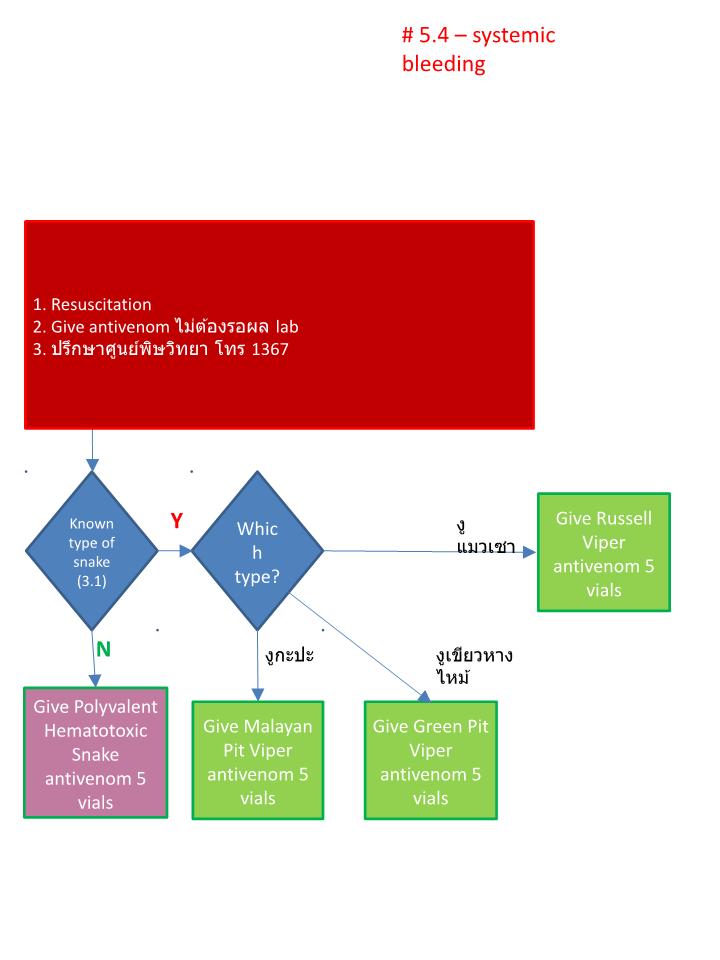 # 5.4 – systemic
bleeding
1. Resuscitation
2. Give antivenom ไม่ต้องรอผล lab
3. ปรึกษาศูนย์พิษวิทยา โทร 1367
Known
type of
snake
(3.1)
Y
Whic
h
type?
งู
แมวเซา
Give Russell
Viper
antivenom 5
vials
N
งูกะปะ
งูเขียวหาง
ไหม้
Give Polyvalent
Hematotoxic
Snake
antivenom 5
vials
Give Malayan
Pit Viper
antivenom 5
vials
Give Green Pit
Viper
antivenom 5
vials